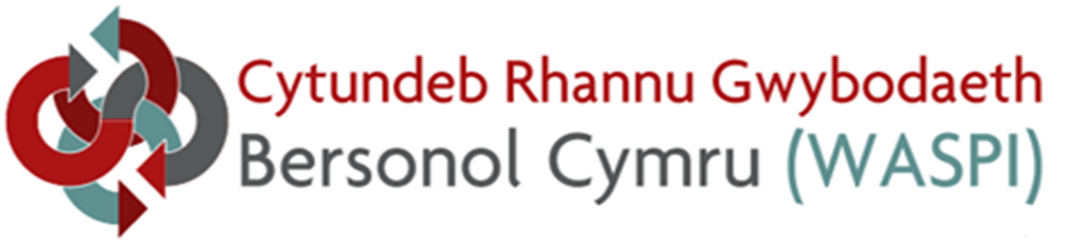 Cytundeb Rhannu Gwybodaeth
Bersonol Cymru (WASPI)